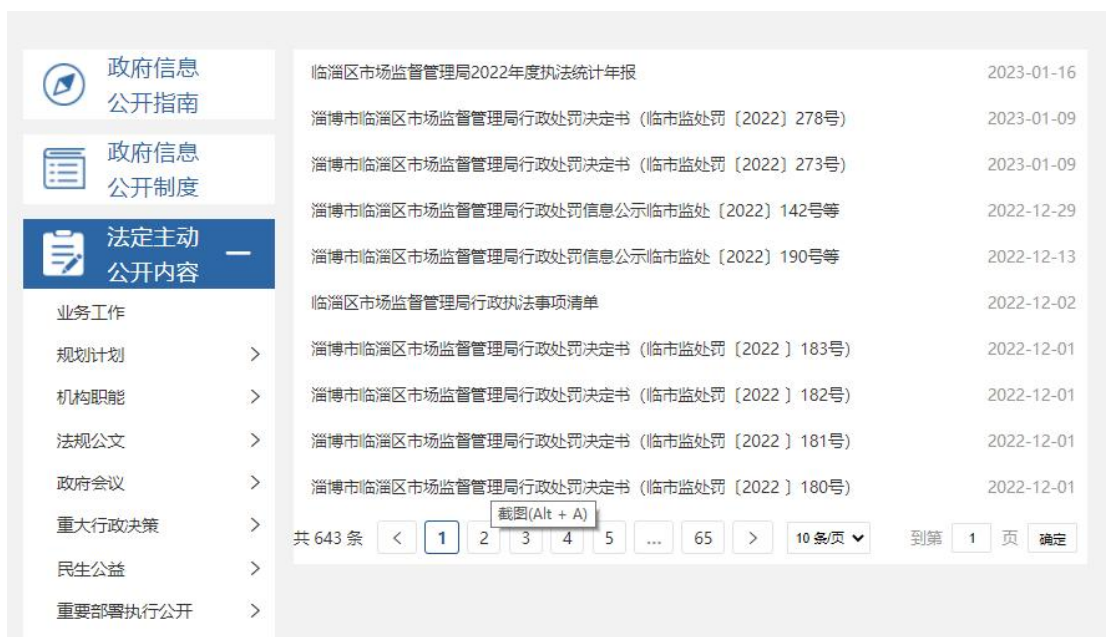 政府信息
公开指南
政府信息
公开制度
法定主动
公开内容
业务工作
规划计划
机构职能
法规公文
政府会议
重大行政决策
民生公益
重要部署执行公开
临淄区市场监督管理局2022年度执法统计年报 2023-01-16
淄博市临淄区市场监督管理局行政处罚决定书（临市监处罚〔2022〕278号） 2023-01-09
淄博市临淄区市场监督管理局行政处罚决定书（临市监处罚〔2022〕273号） 2023-01-09
淄博市临淄区市场监督管理局行政处罚信息公示临市监处〔2022〕142号等 2022-12-29
淄博市临淄区市场监督管理局行政处罚信息公示临市监处〔2022〕190号等 2022-12-13
临淄区市场监督管理局行政执法事项清单 2022-12-02
淄博市临淄区市场监督管理局行政处罚决定书（临市监处罚〔2022 〕183号） 2022-12-01
淄博市临淄区市场监督管理局行政处罚决定书（临市监处罚〔2022 〕182号） 2022-12-01
淄博市临淄区市场监督管理局行政处罚决定书（临市监处罚〔2022 〕181号） 2022-12-01
淄博市临淄区市场监督管理局行政处罚决定书（临市监处罚〔2022 〕180号） 2022-12-01
截图(Alt + A)
共 643 条 < 1 2 3 4 5 ... 65 > 10 条/页 到第 1 页 确定